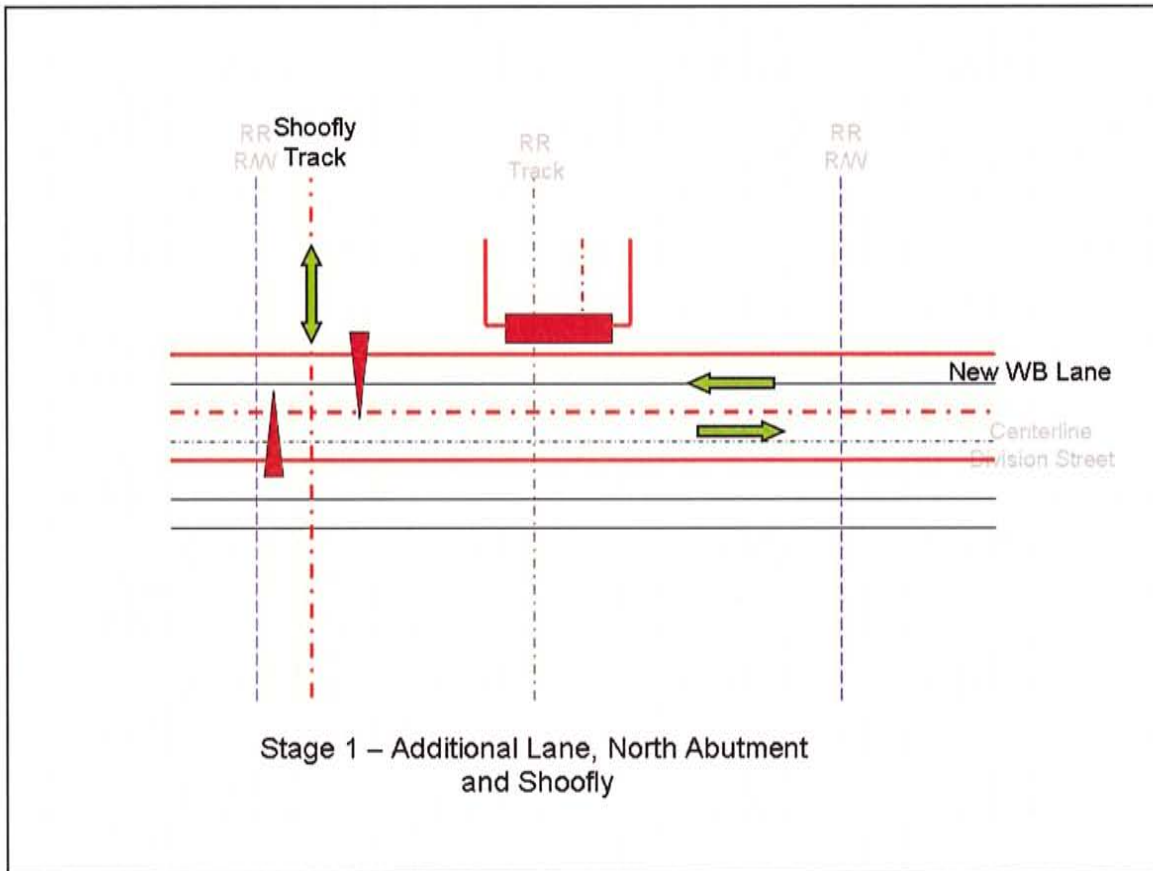 RR
R/W
Shoofly
Track
RR
Track
RR
R/W
New WB Lane
Centerline
Division Street
Stage 1 – Additional Lane, North Abutment
and Shoofly